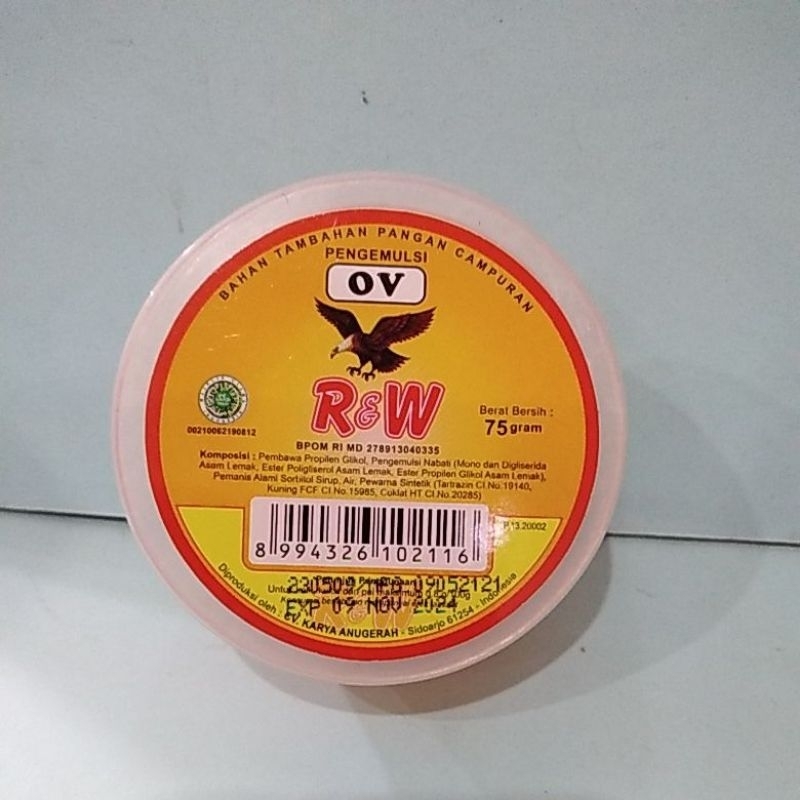 BAHAN TAMBAHAN PANGAN CAMPURAN
PENGEMULSI
OV
R&W
Berat Bersih :
75 gram
00210062190812
BPOM RI MD 278913040335
Komposisi : Pembawa Propilen Glikol, Pengemulsi Nabati (Mono dan Digliserida
Asam Lemak, Ester Poligliserol Asam Lemak, Ester Propilen Glikol Asam Lemak),
Pemanis Alami Sorbitol Sirup, Air, Pewarna Sintetik (Tartrazin CI.No.19140,
Kuning FCF CI No.15985, Coklat HT CI.No.20285)
8 994326 102116
P.13.20002
EXP 09 NOV 2024
R&W
Diproduksi oleh : CV. KARYA ANUGERAH - Sidoarjo 61254 - Indonesia